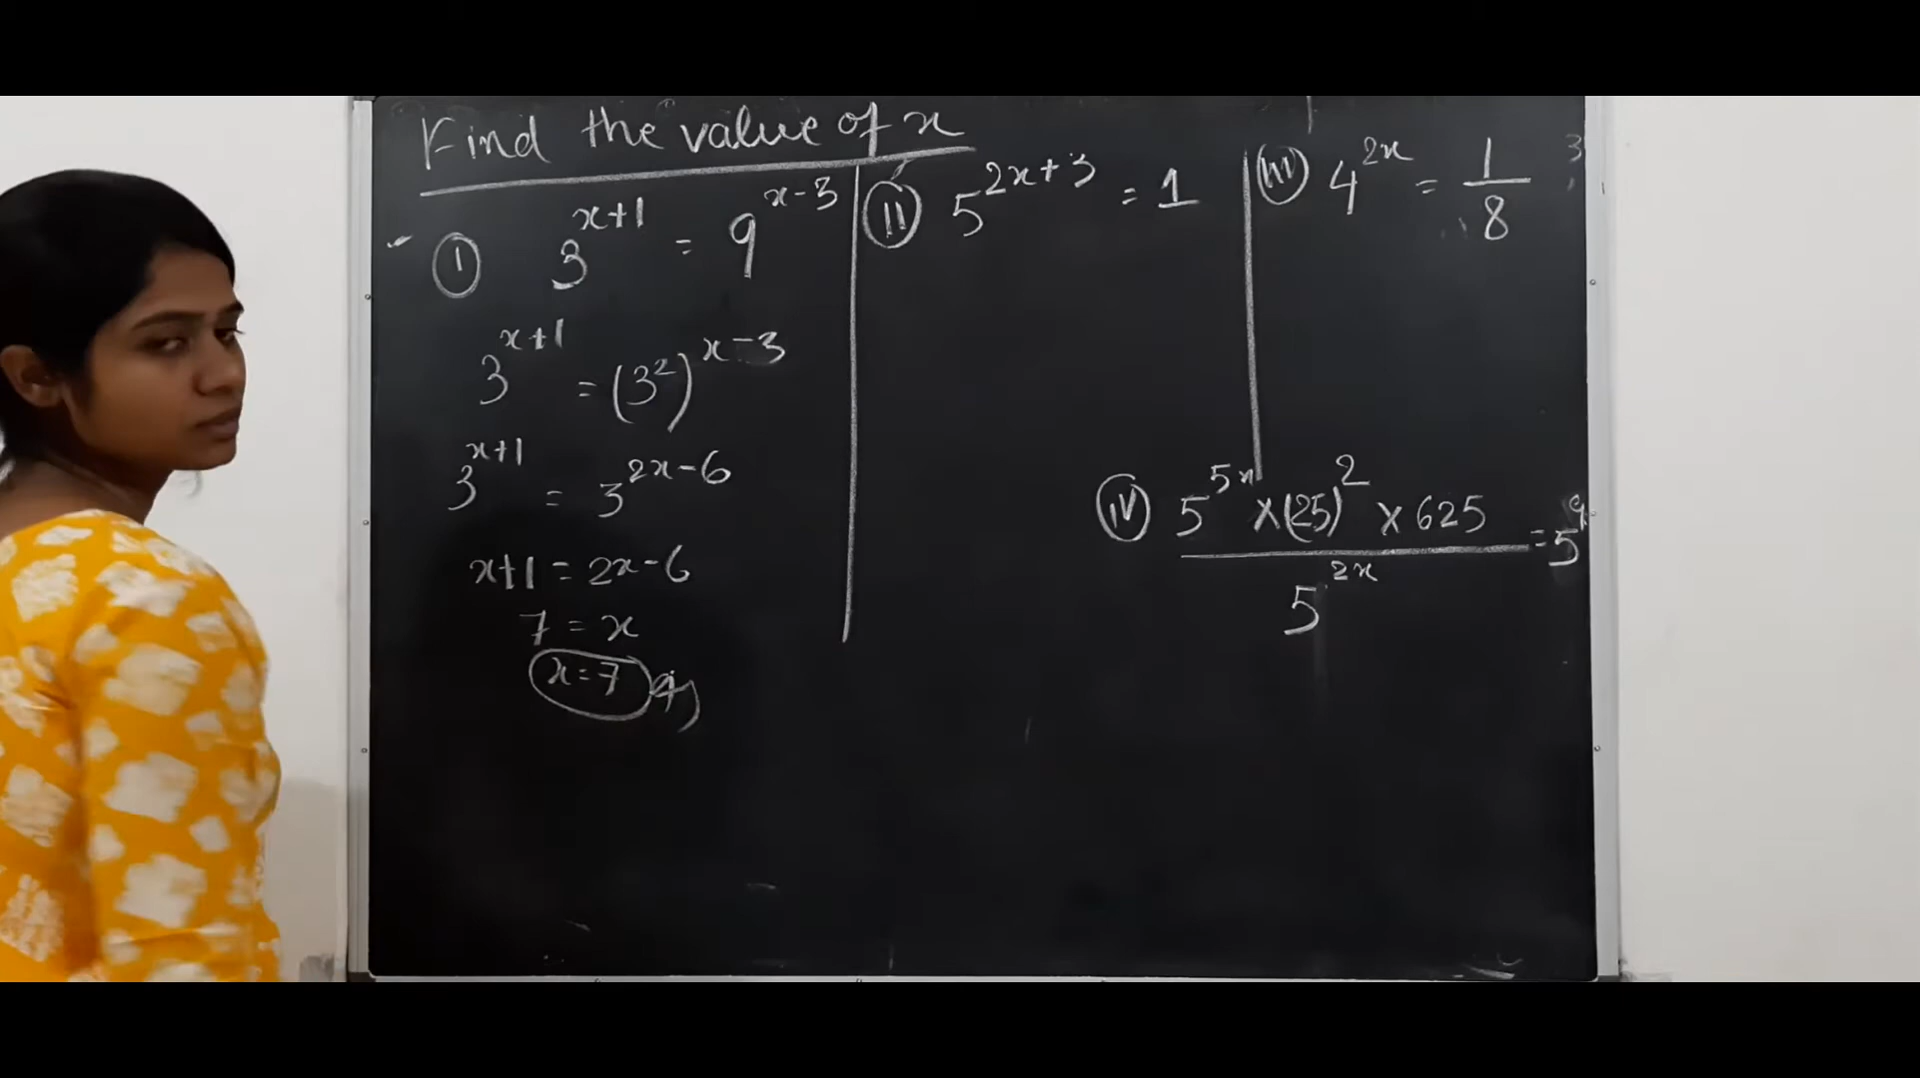 Find the value of x
(i) 3^(x+1) = 9^(x-3)
3^(x+1) = (3²)^(x-3)
3^(x+1) = 3^(2x-6)
x+1 = 2x-6
7 = x
x = 7
(ii) 5^(2x+3) = 1
(iii) 4^(2x) = 1/8
3
(iv) (5^(5x) × (25)² × 625) / 5^(2x) = 5^9